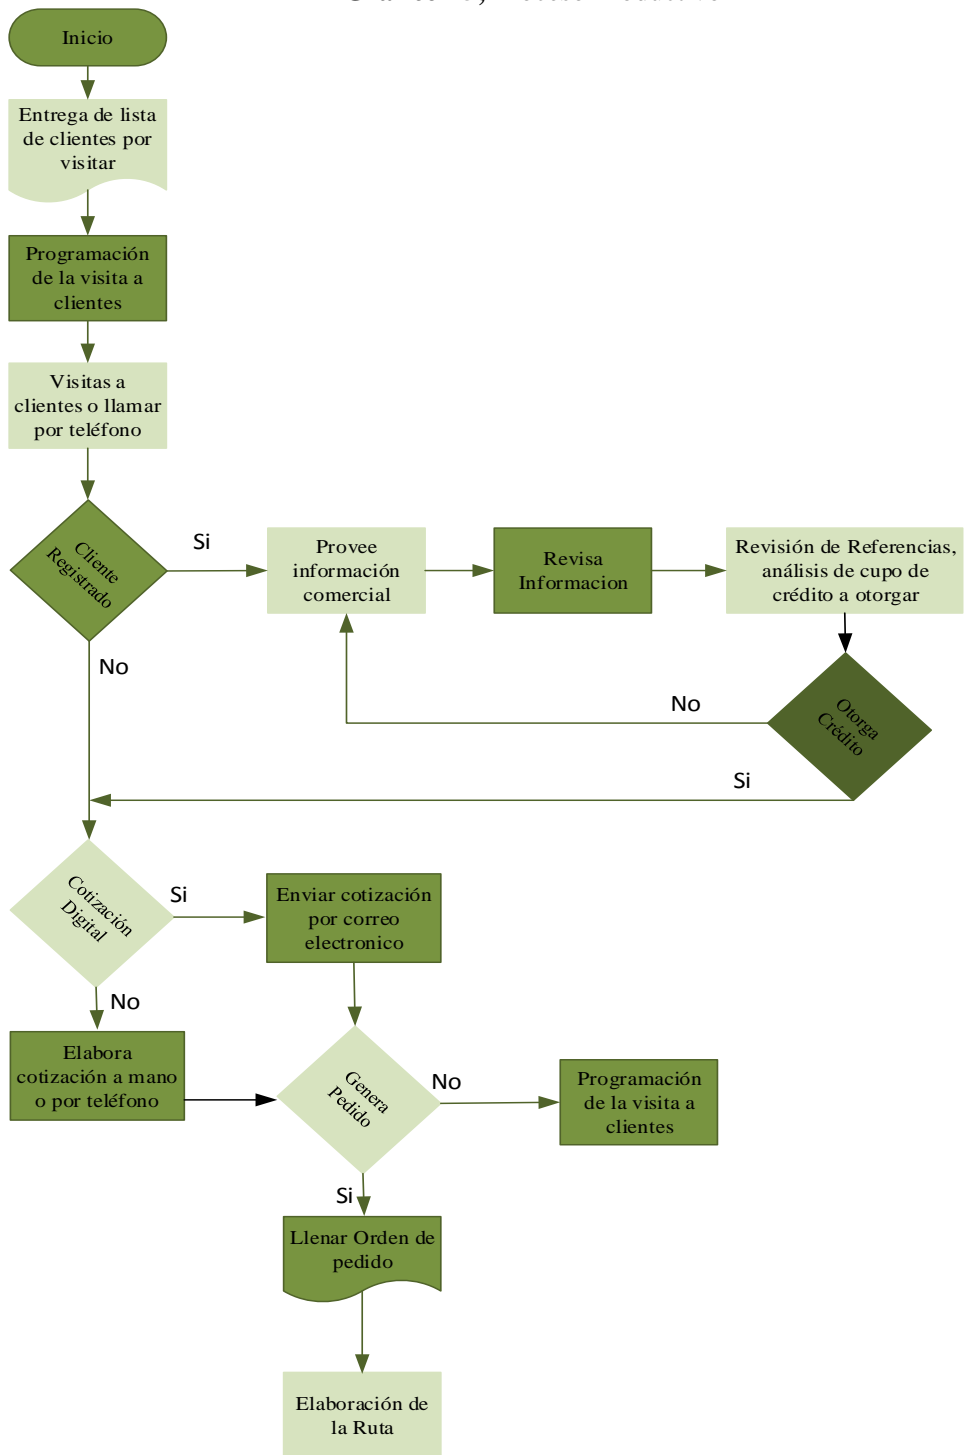 Inicio
Entrega de lista
de clientes por
visitar
Programación
de la visita a
clientes
Visitas a
clientes o llamar
por teléfono
Cliente
Registrado
Si
No
Provee
información
comercial
Revisa
Informacion
Revisión de Referencias,
análisis de cupo de
crédito a otorgar
Otorga
Crédito
No
Si
Cotización
Digital
Si
No
Enviar cotización
por correo
electronico
Elabora
cotización a mano
o por teléfono
Genera
Pedido
No
Programación
de la visita a
clientes
Si
Llenar Orden de
pedido
Elaboración de
la Ruta